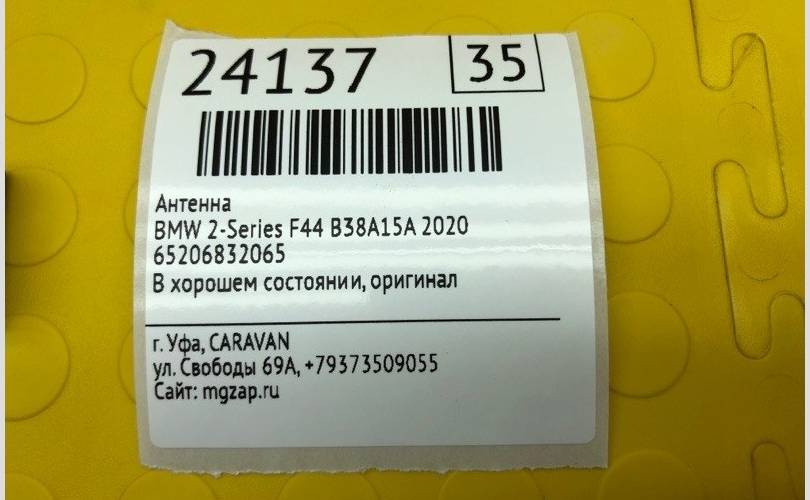 24137 35
Антенна
BMW 2-Series F44 B38A15A 2020
65206832065
В хорошем состоянии, оригинал
г. Уфа, CARAVAN
ул. Свободы 69А, +79373509055
Сайт: mgzap.ru